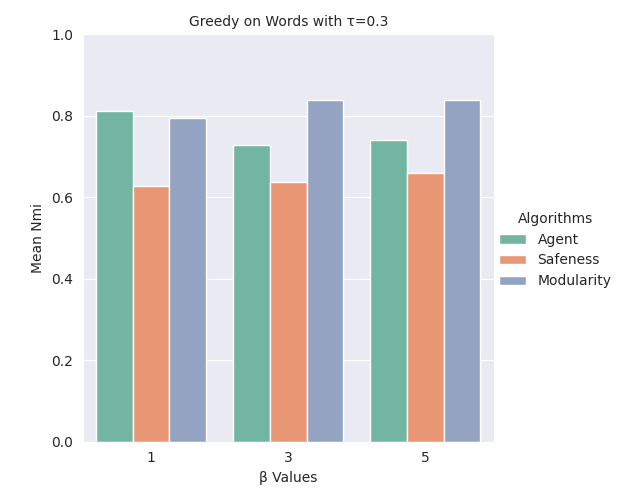 Greedy on Words with τ=0.3
1.0
0.8
0.6
0.4
0.2
0.0
Mean Nmi
1
3
5
β Values
Algorithms
Agent
Safeness
Modularity